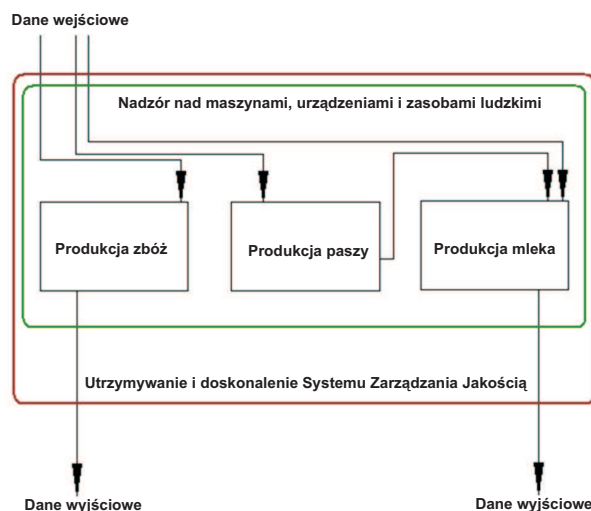 Dane wejściowe
Nadzór nad maszynami, urządzeniami i zasobami ludzkimi
Produkcja zbóż
Produkcja paszy
Produkcja mleka
Utrzymywanie i doskonalenie Systemu Zarządzania Jakością
Dane wyjściowe
Dane wyjściowe